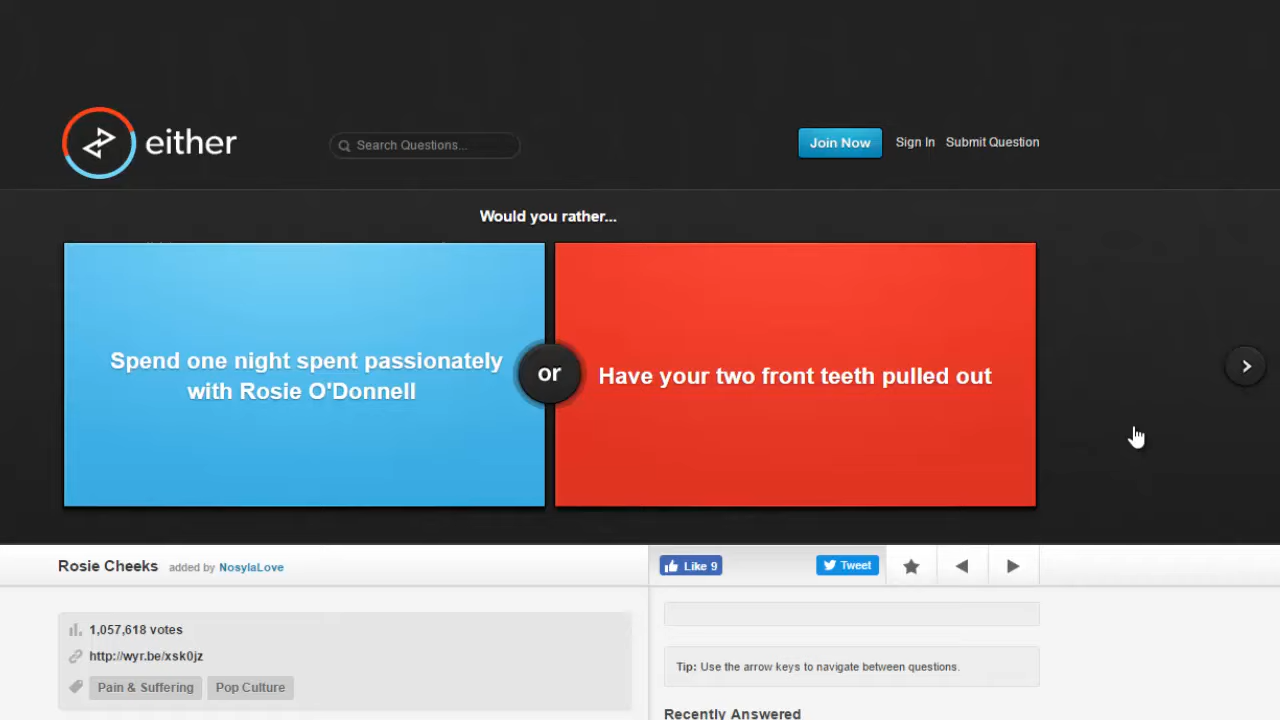 either
Search Questions...
Join Now
Sign In
Submit Question
Would you rather...
Spend one night spent passionately
with Rosie O'Donnell
or
Have your two front teeth pulled out
Rosie Cheeks added by NosylaLove
Like 9
Tweet
1,057,618 votes
http://wyr.be/xsk0jz
Pain & Suffering
Pop Culture
Tip: Use the arrow keys to navigate between questions.
Recently Answered